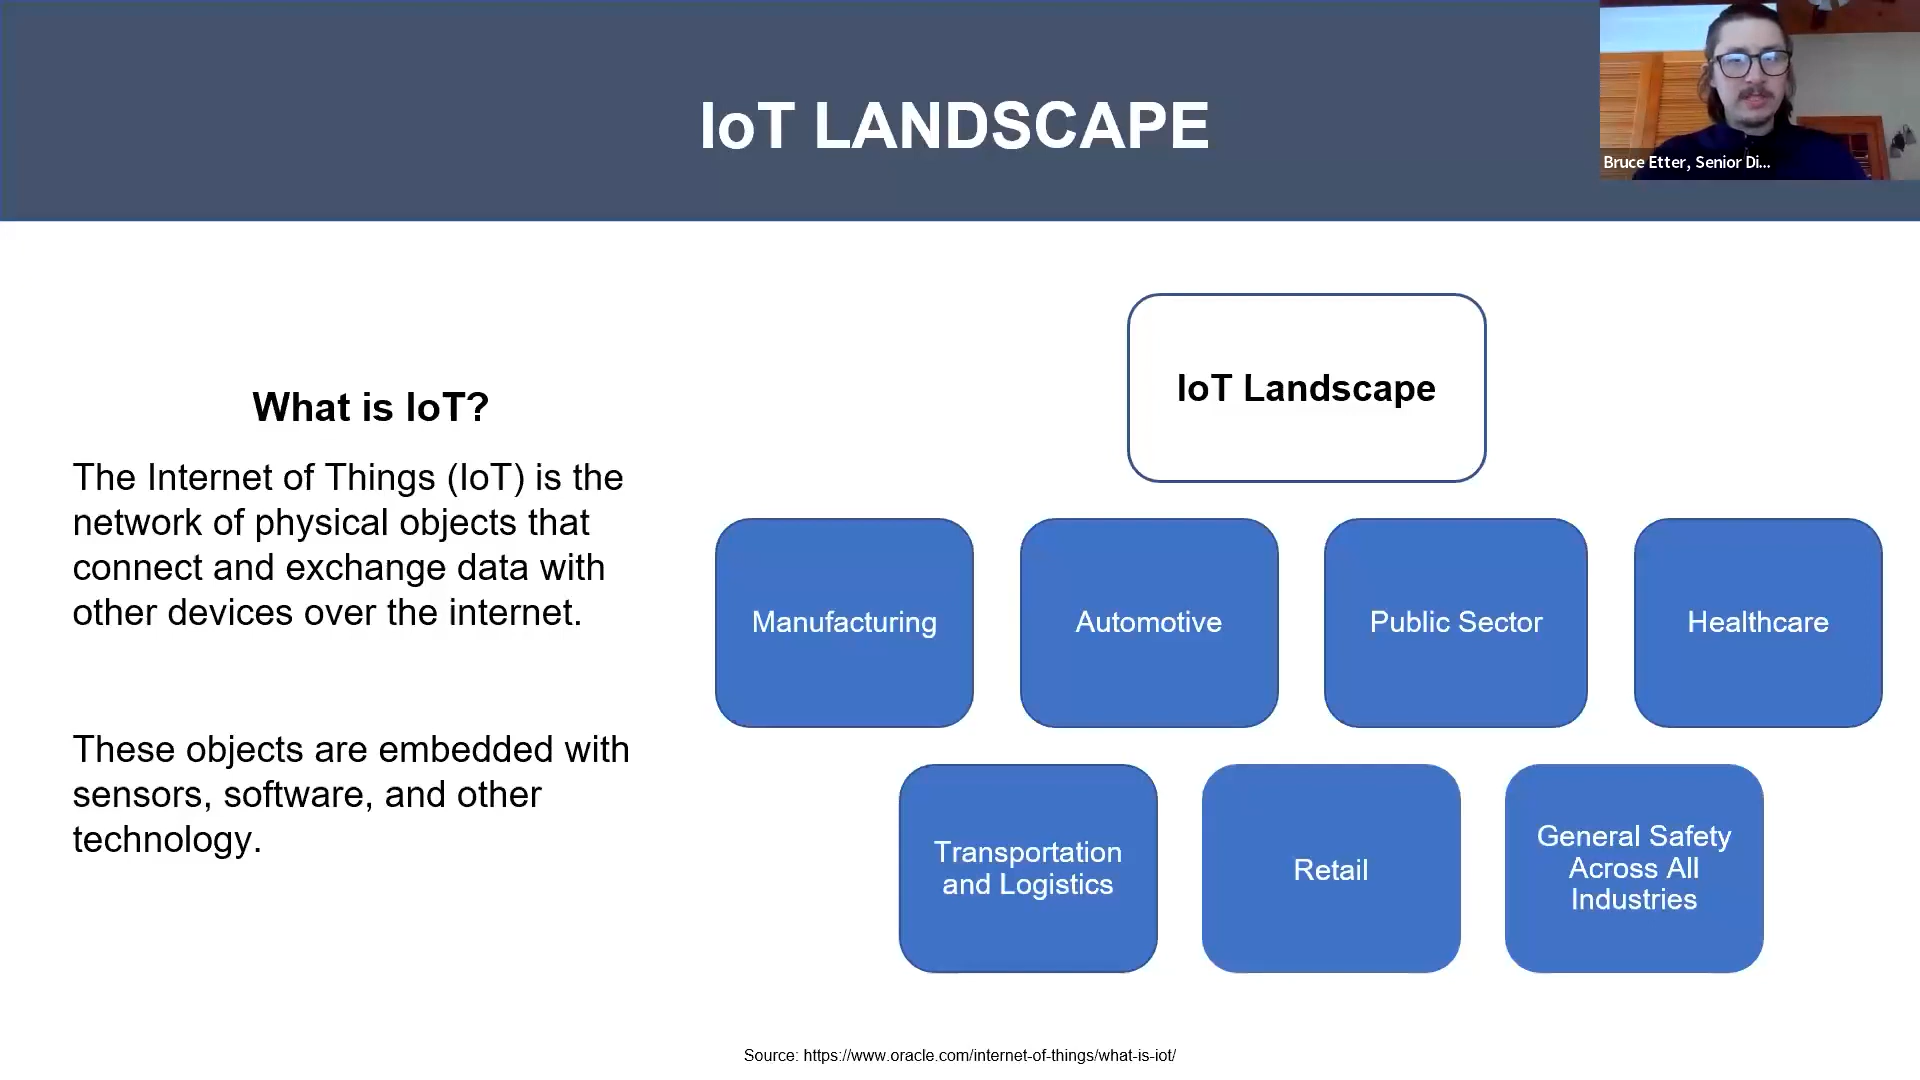 IoT LANDSCAPE
Bruce Etter, Senior Di...
What is IoT?
The Internet of Things (IoT) is the
network of physical objects that
connect and exchange data with
other devices over the internet.
These objects are embedded with
sensors, software, and other
technology.
IoT Landscape
Manufacturing
Automotive
Public Sector
Healthcare
Transportation
and Logistics
Retail
General Safety
Across All
Industries
Source: https://www.oracle.com/internet-of-things/what-is-iot/